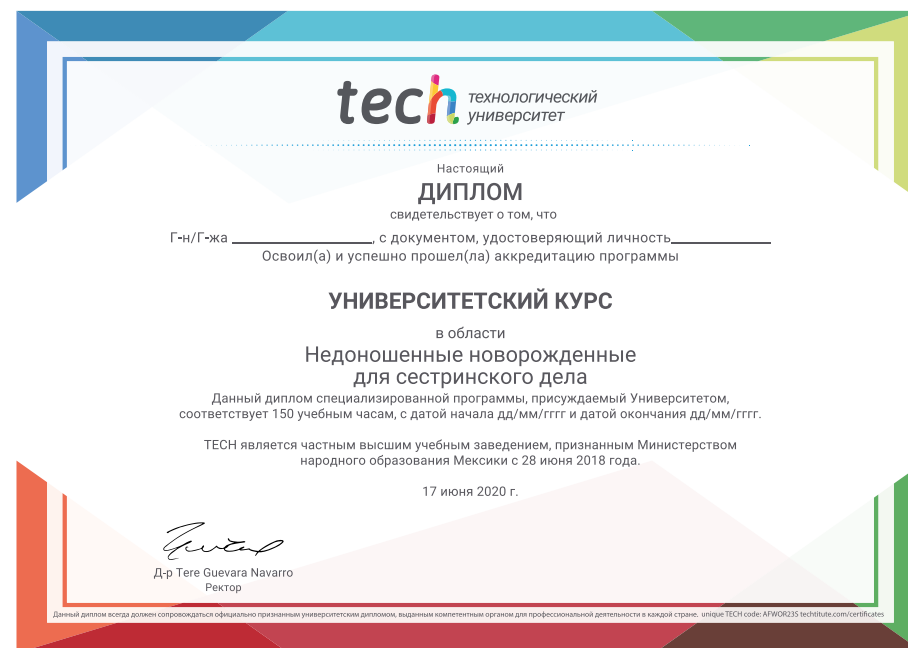 tech технологический
университет
Настоящий
ДИПЛОМ
свидетельствует о том, что
Г-н/Г-жа ____________________, с документом, удостоверяющий личность______________
Освоил(а) и успешно прошел(ла) аккредитацию программы
УНИВЕРСИТЕТСКИЙ КУРС
в области
Недоношенные новорожденные
для сестринского дела
Данный диплом специализированной программы, присуждаемый Университетом,
соответствует 150 учебным часам, с датой начала дд/мм/гггг и датой окончания дд/мм/гггг.
TECH является частным высшим учебным заведением, признанным Министерством
народного образования Мексики с 28 июня 2018 года.
17 июня 2020 г.
Д-р Tere Guevara Navarro
Ректор
Данный диплом всегда должен сопровождаться официально признанным университетским дипломом, выданным компетентным органом для профессиональной деятельности в каждой стране. unique TECH code: AFWOR23S techtitute.com/certificates